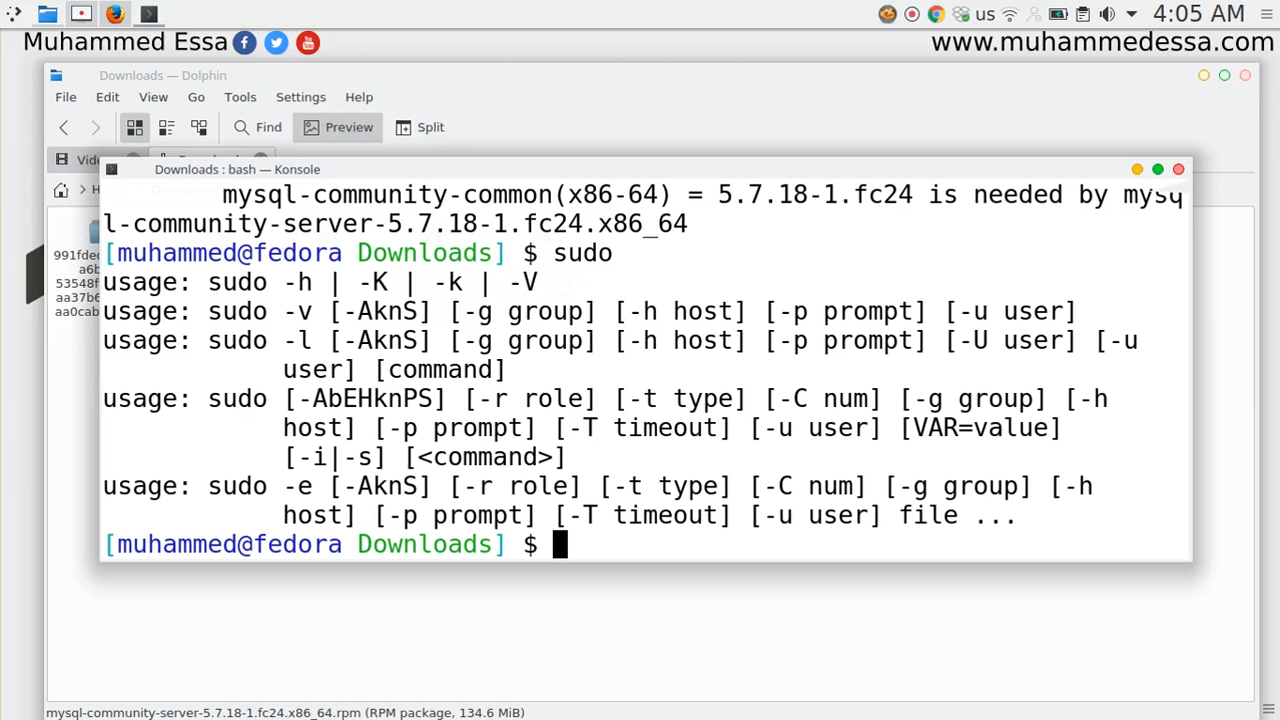 us 4:05 AM
Muhammed Essa www.muhammedessa.com
Downloads — Dolphin
File Edit View Go Tools Settings Help
Find Preview Split
Downloads : bash — Konsole
mysql-community-common(x86-64) = 5.7.18-1.fc24 is needed by mysq
l-community-server-5.7.18-1.fc24.x86_64
[muhammed@fedora Downloads] $ sudo
usage: sudo -h | -K | -k | -V
usage: sudo -v [-AknS] [-g group] [-h host] [-p prompt] [-u user]
usage: sudo -l [-AknS] [-g group] [-h host] [-p prompt] [-U user] [-u
user] [command]
usage: sudo [-AbEHknPS] [-r role] [-t type] [-C num] [-g group] [-h
host] [-p prompt] [-T timeout] [-u user] [VAR=value]
[-i|-s] [<command>]
usage: sudo -e [-AknS] [-r role] [-t type] [-C num] [-g group] [-h
host] [-p prompt] [-T timeout] [-u user] file ...
[muhammed@fedora Downloads] $
mysql-community-server-5.7.18-1.fc24.x86_64.rpm (RPM package, 134.6 MiB)